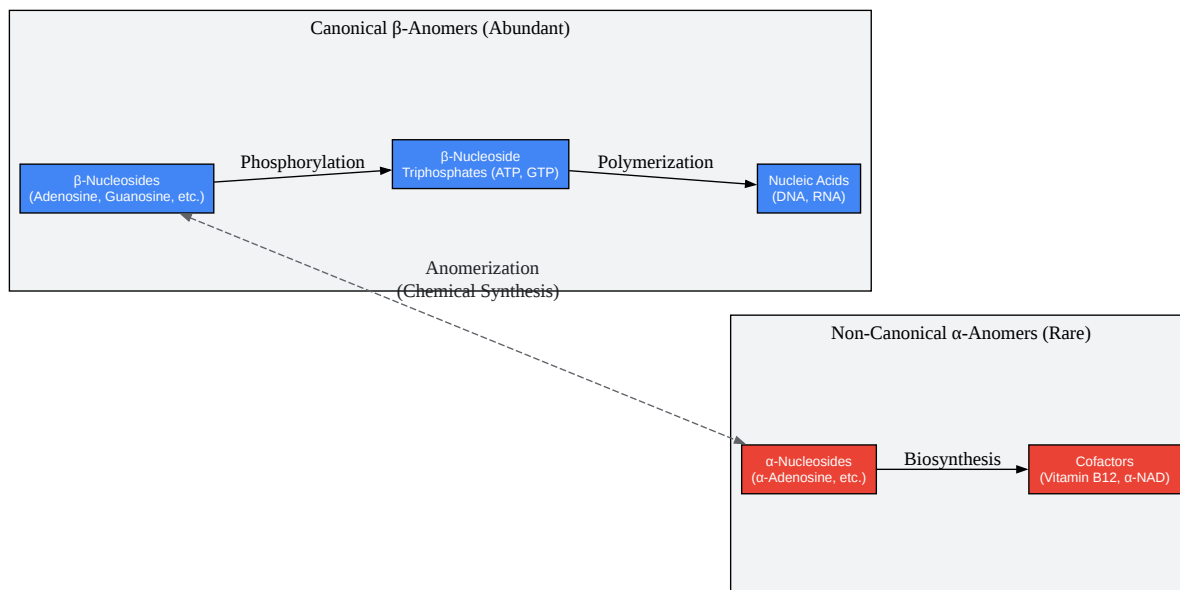 Canonical β-Anomers (Abundant)
Phosphorylation
β-Nucleoside
Triphosphates (ATP, GTP)
Polymerization
β-Nucleosides
(Adenosine, Guanosine, etc.)
Nucleic Acids
(DNA, RNA)
Anomerization
(Chemical Synthesis)
Non-Canonical α-Anomers (Rare)
α-Nucleosides
(α-Adenosine, etc.)
Biosynthesis
Cofactors
(Vitamin B12, α-NAD)